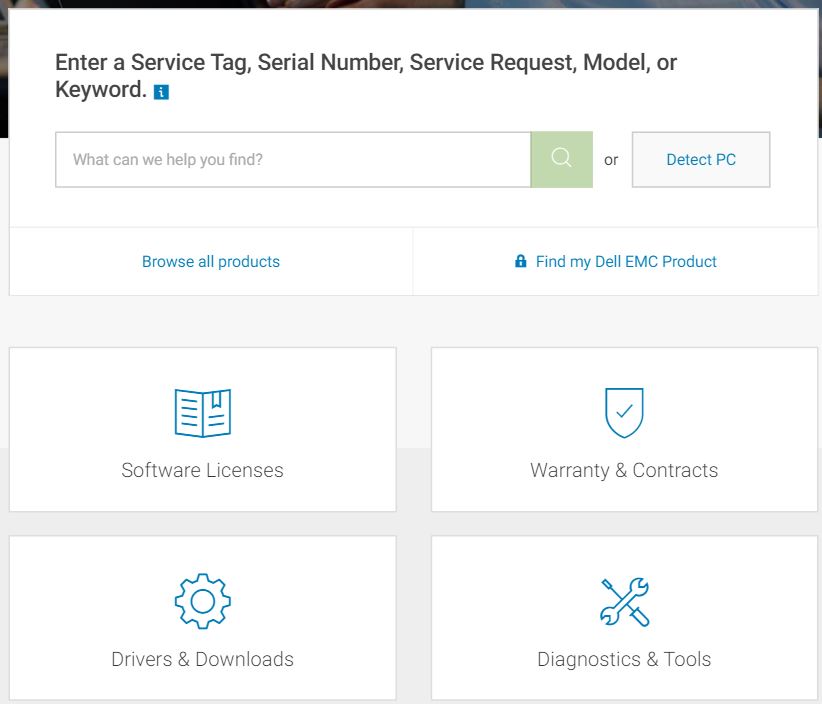 Enter a Service Tag, Serial Number, Service Request, Model, or
Keyword. i
What can we help you find?
or
Detect PC
Browse all products
Find my Dell EMC Product
Software Licenses
Warranty & Contracts
Drivers & Downloads
Diagnostics & Tools